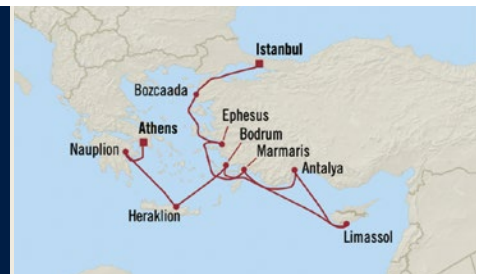 Istanbul
Bozcaada
Ephesus
Athens
Bodrum
Nauplion
Marmaris
Antalya
Heraklion
Limassol